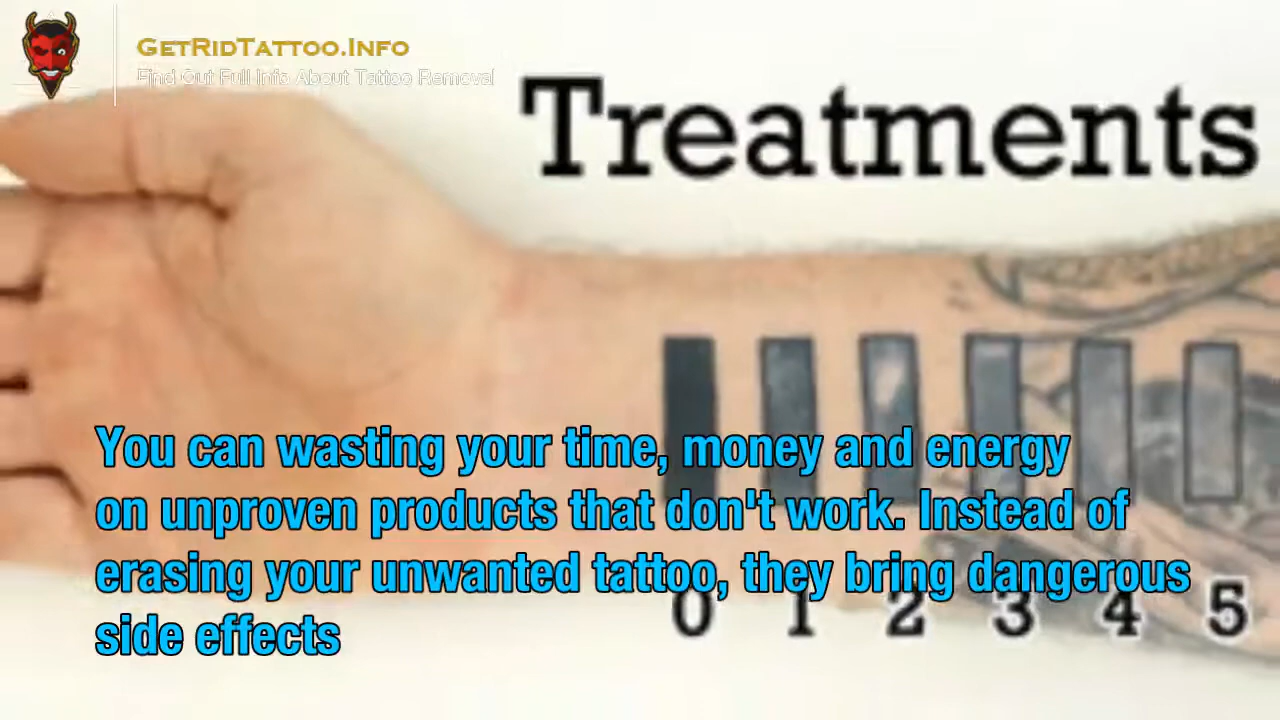 GetRidTattoo.Info
Find Out Full Info About Tattoo Removal
Treatments
You can wasting your time, money and energy
on unproven products that don't work. Instead of
erasing your unwanted tattoo, they bring dangerous
side effects
0 1 2 3 4 5